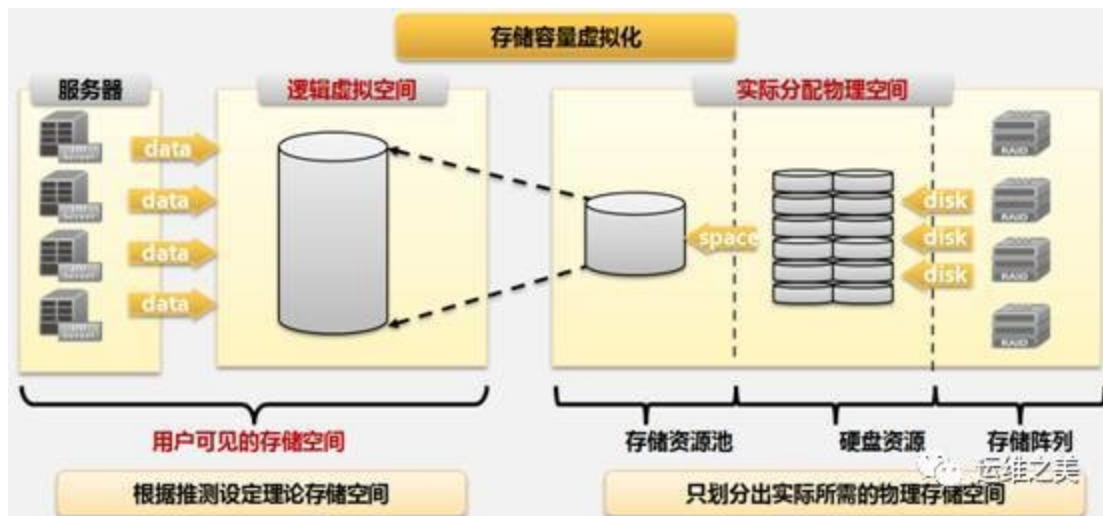 存储容量虚拟化
服务器
逻辑虚拟空间
实际分配物理空间
data
data
data
data
space
disk
disk
disk
RAID
RAID
RAID
RAID
用户可见的存储空间
存储资源池
硬盘资源
存储阵列
运维之美
根据推测设定理论存储空间
只划分出实际所需的物理存储空间